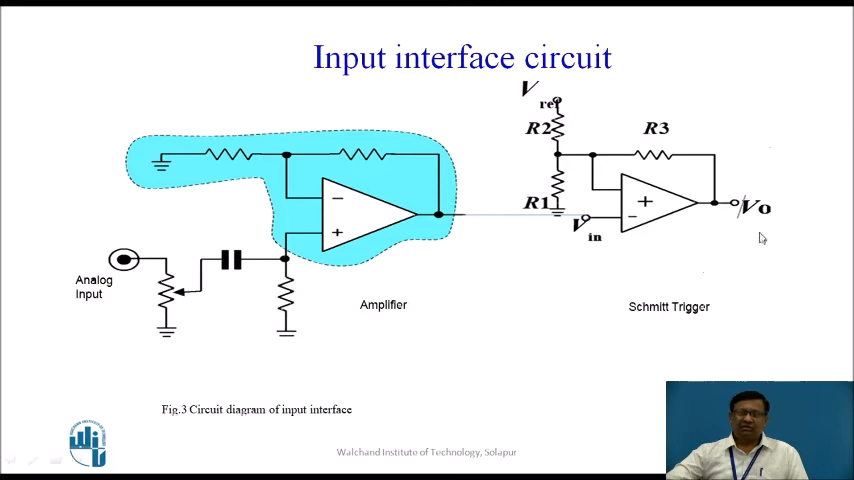 Input interface circuit
V
ref
R2
R3
R1
−
+
+
−
Vo
V
in
Analog
Input
Amplifier
Schmitt Trigger
Fig.3 Circuit diagram of input interface
Walchand Institute of Technology, Solapur